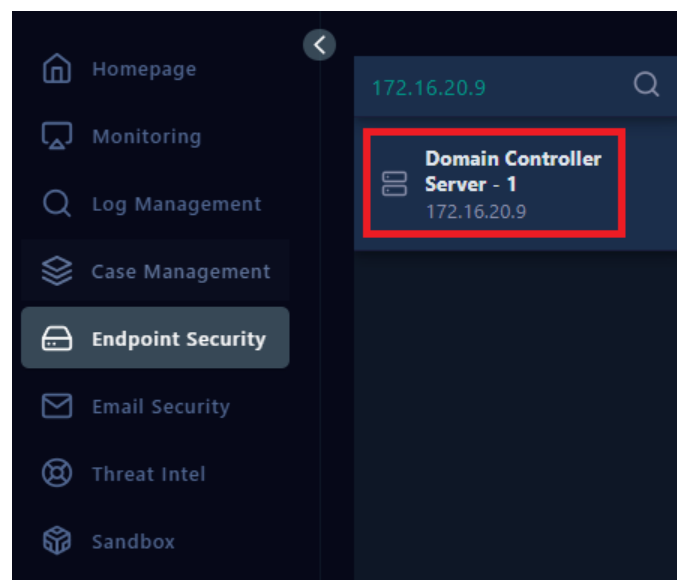 Homepage
Monitoring
Log Management
Case Management
Endpoint Security
Email Security
Threat Intel
Sandbox
172.16.20.9
Domain Controller
Server - 1
172.16.20.9